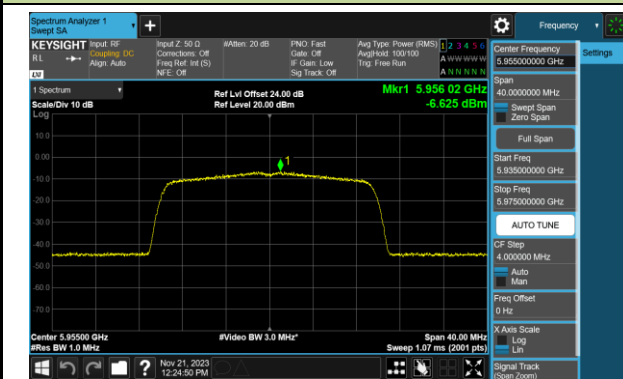 Spectrum Analyzer 1
Swept SA
+
Frequency
KEYSIGHT
RL
LNI
Input: RF
Coupling: DC
Align: Auto
Input Z: 50 Ω
Corrections: Off
Freq Ref: Int (S)
NFE: Off
#Atten: 20 dB
PNO: Fast
Gate: Off
IF Gain: Low
Sig Track: Off
Avg Type: Power (RMS)
Avg|Hold: 100/100
Trig: Free Run
1 2 3 4 5 6
A W W W W W
A N N N N N
1 Spectrum
Scale/Div 10 dB
Log
Ref Lvl Offset 24.00 dB
Ref Level 20.00 dBm
Mkr1 5.956 02 GHz
-6.625 dBm
10.0
0.00
-10.0
-20.0
-30.0
-40.0
-50.0
-60.0
-70.0
1
Center 5.95500 GHz
#Res BW 1.0 MHz
#Video BW 3.0 MHz*
Span 40.00 MHz
Sweep 1.07 ms (2001 pts)
Nov 21, 2023
12:24:50 PM
Center Frequency
5.955000000 GHz
Settings
Span
40.0000000 MHz
Swept Span
Zero Span
Full Span
Start Freq
5.935000000 GHz
Stop Freq
5.975000000 GHz
AUTO TUNE
CF Step
4.000000 MHz
Auto
Man
Freq Offset
0 Hz
X Axis Scale
Log
Lin
Signal Track
(Span Zoom)